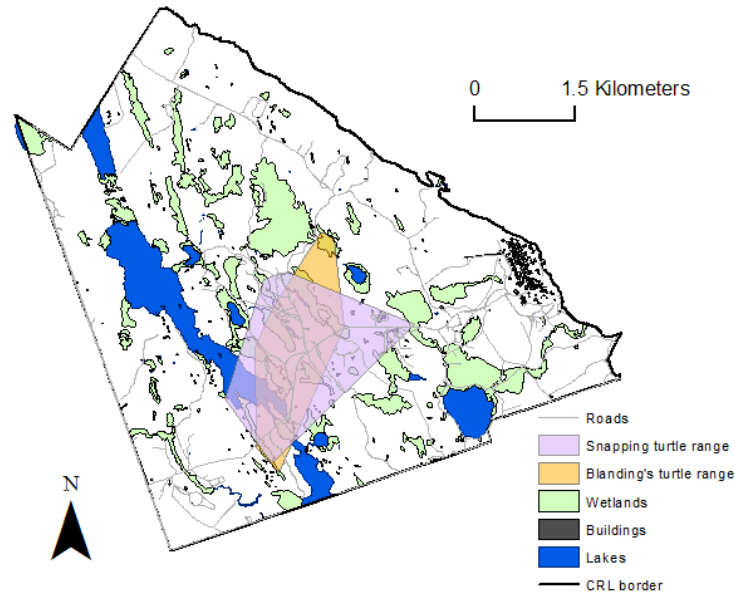 0 1.5 Kilometers
Roads
Snapping turtle range
Blanding's turtle range
Wetlands
Buildings
Lakes
CRL border
N